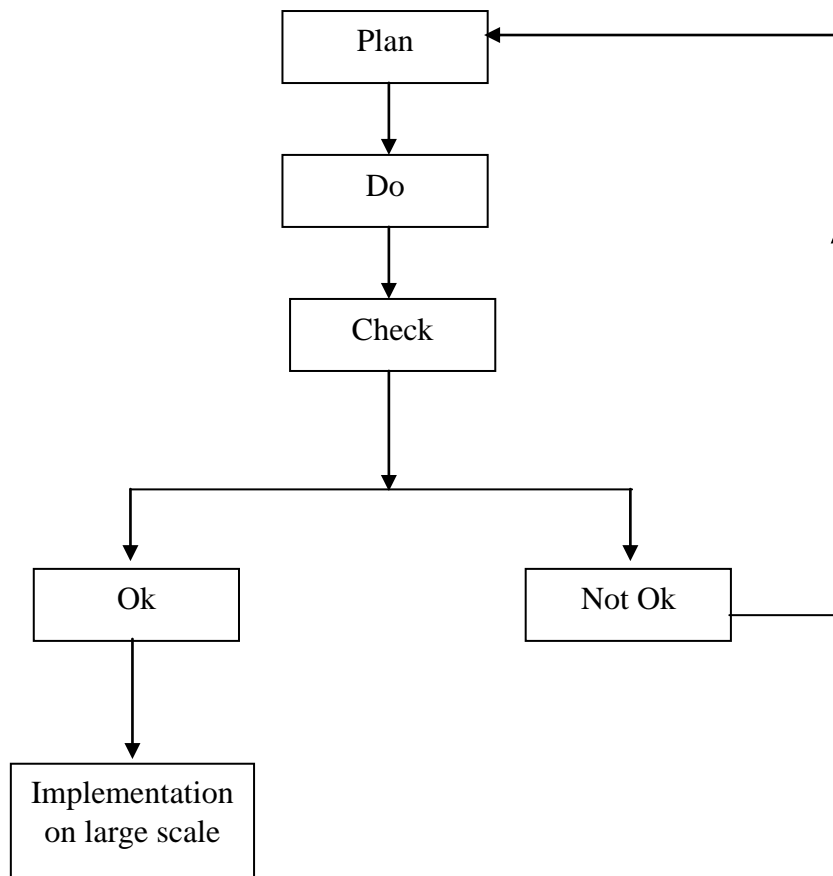 Plan
Do
Check
Ok
Not Ok
Implementation
on large scale